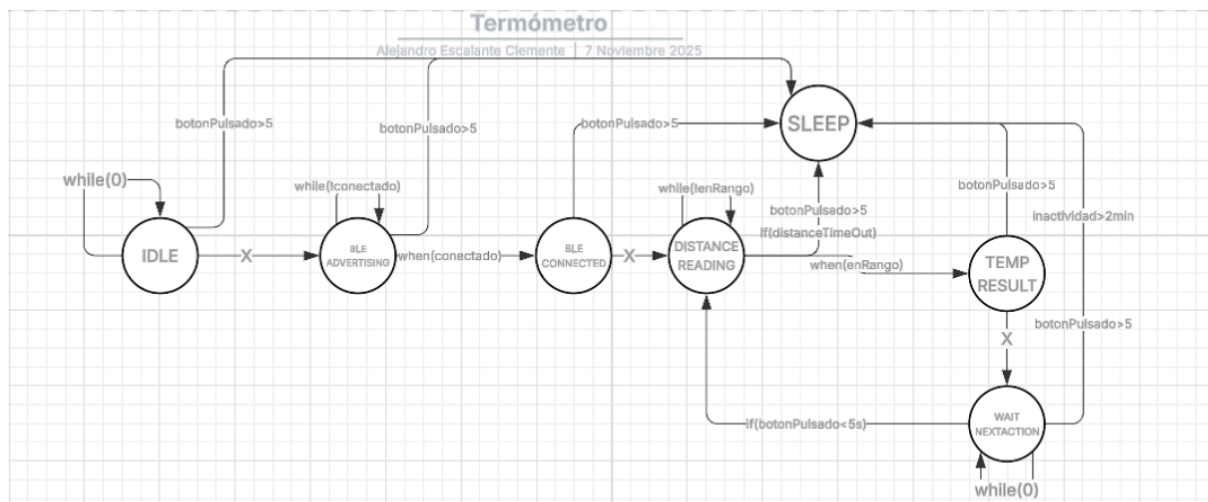 Termómetro
Alejandro Escalante Clemente | 7 Noviembre 2025
SLEEP
botonPulsado>5
botonPulsado>5
botonPulsado>5
while(0)
while(!conectado)
while(!enRango)
botonPulsado>5
if(distanceTimeOut)
botonPulsado>5
inactividad>2min
IDLE
X
BLE
ADVERTISING
when(conectado)
BLE
CONNECTED
X
DISTANCE
READING
when(enRango)
TEMP
RESULT
botonPulsado>5
X
if(botonPulsado<5s)
WAIT
NEXTACTION
while(0)